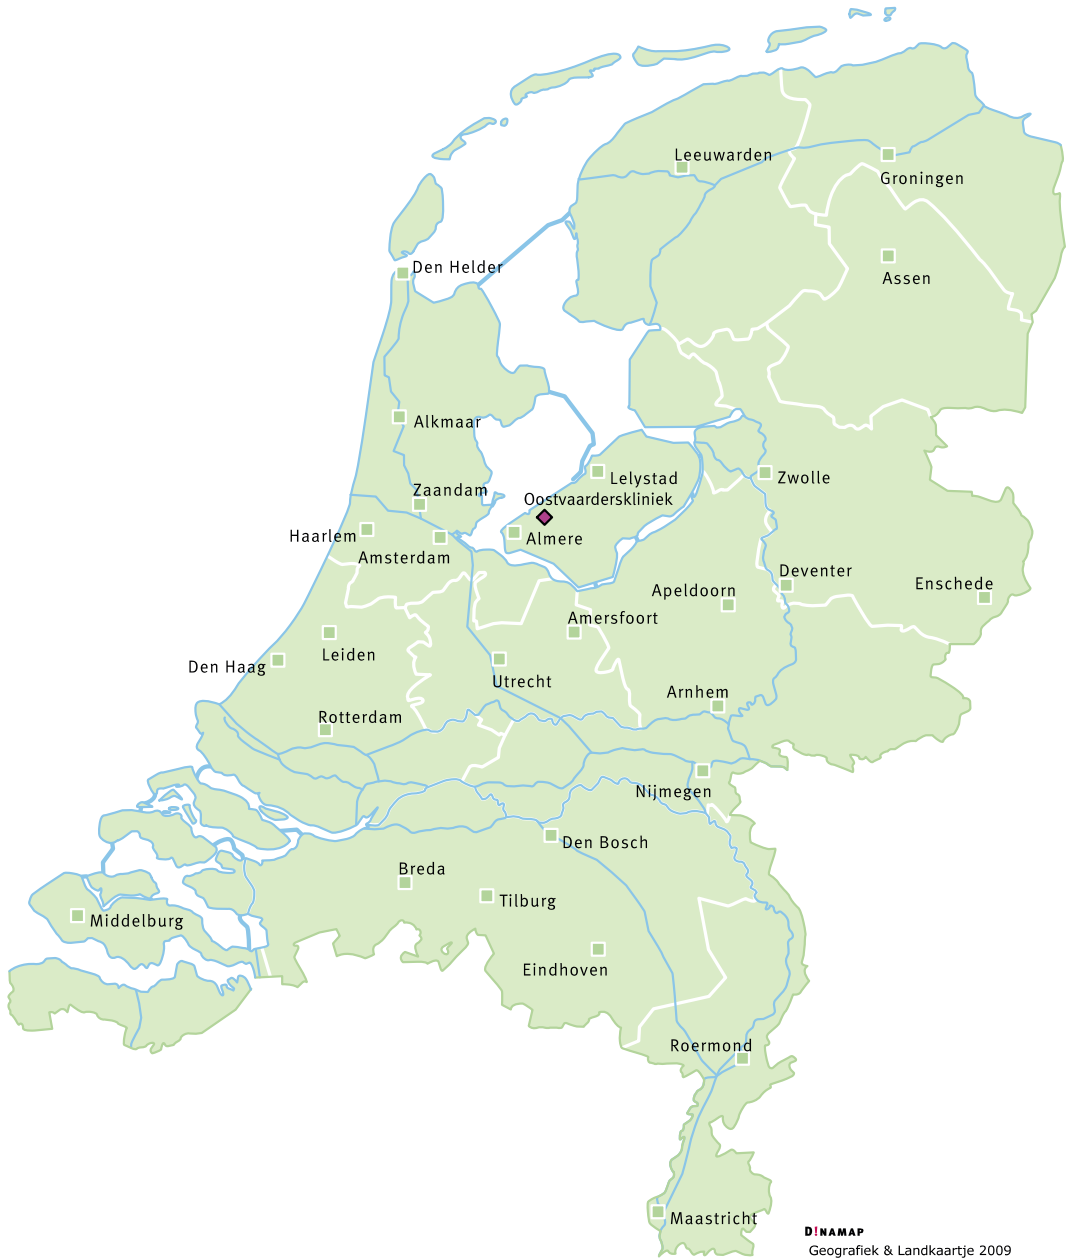 Leeuwarden
Groningen
Den Helder
Assen
Alkmaar
Lelystad
Zwolle
Zaandam
Oostvaarderskliniek
Haarlem
Almere
Amsterdam
Deventer
Enschede
Apeldoorn
Amersfoort
Leiden
Den Haag
Utrecht
Arnhem
Rotterdam
Nijmegen
Den Bosch
Breda
Tilburg
Middelburg
Eindhoven
Roermond
Maastricht
D!NAMAP
Geografiek & Landkaartje 2009